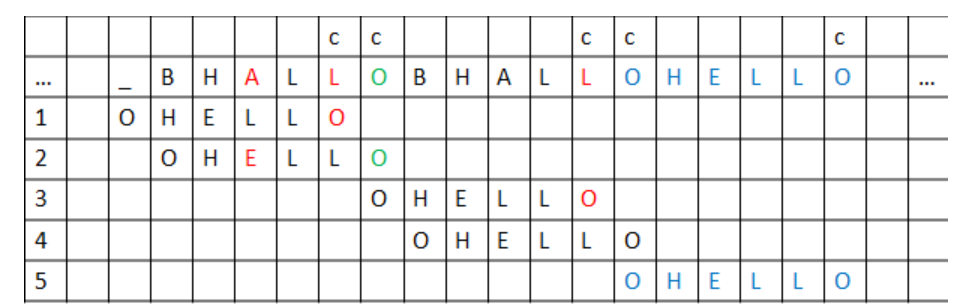 c c c c c
... _ B H A L L O B H A L L O H E L L O ...
1 O H E L L O
2 O H E L L O
3 O H E L L O
4 O H E L L O
5 O H E L L O